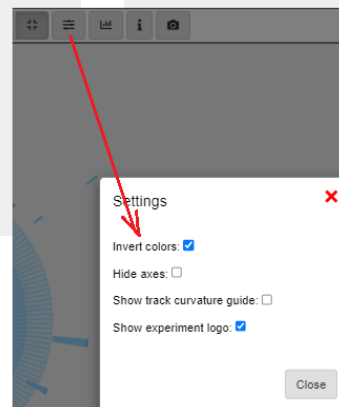 Settings
Invert colors:
Hide axes:
Show track curvature guide:
Show experiment logo:
Close